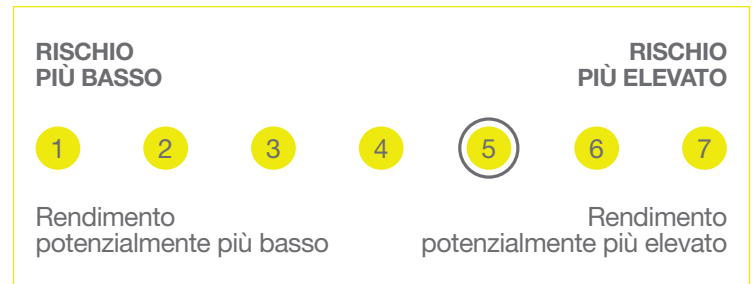 RISCHIO
PIÙ BASSO
RISCHIO
PIÙ ELEVATO
1 2 3 4 5 6 7
Rendimento
potenzialmente più basso
Rendimento
potenzialmente più elevato